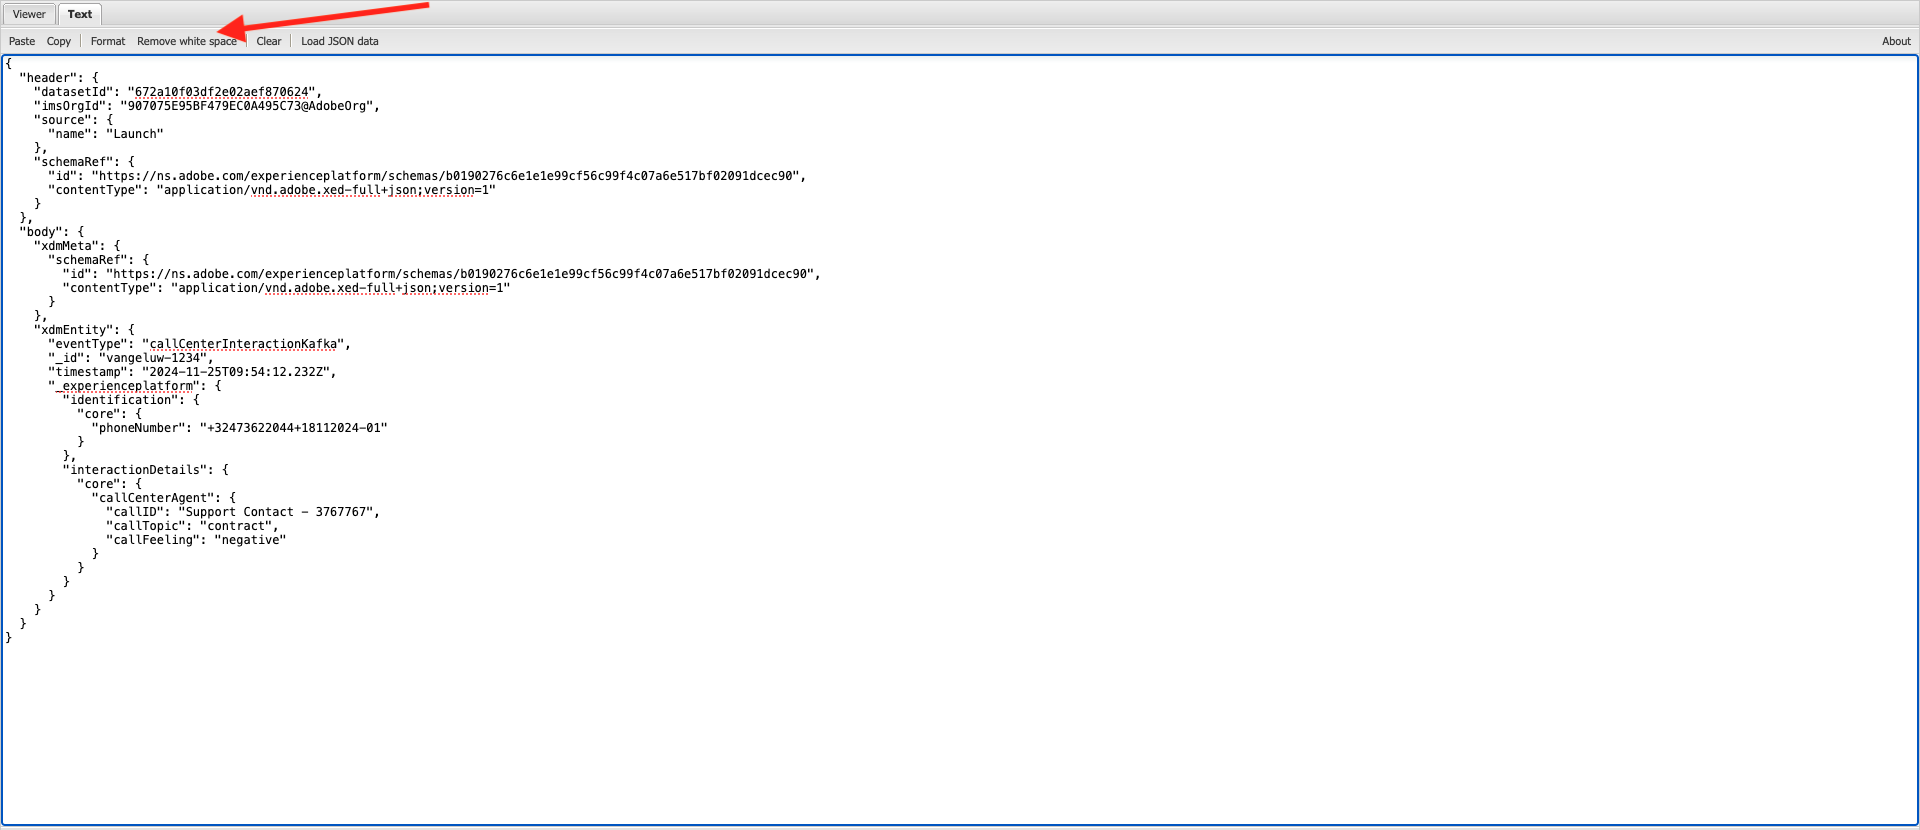 Viewer Text
Paste Copy Format Remove white space Clear Load JSON data About
{
  "header": {
    "datasetId": "672a10f03df2e02aef870624",
    "imsOrgId": "907075E95BF479EC0A495C73@AdobeOrg",
    "source": {
      "name": "Launch"
    },
    "schemaRef": {
      "id": "https://ns.adobe.com/experienceplatform/schemas/b0190276c6e1e1e99cf56c99f4c07a6e517bf02091dcec90",
      "contentType": "application/vnd.adobe.xed-full+json;version=1"
    }
  },
  "body": {
    "xdmMeta": {
      "schemaRef": {
        "id": "https://ns.adobe.com/experienceplatform/schemas/b0190276c6e1e1e99cf56c99f4c07a6e517bf02091dcec90",
        "contentType": "application/vnd.adobe.xed-full+json;version=1"
      }
    },
    "xdmEntity": {
      "eventType": "callCenterInteractionKafka",
      "_id": "vangeluw-1234",
      "timestamp": "2024-11-25T09:54:12.232Z",
      "_experienceplatform": {
        "identification": {
          "core": {
            "phoneNumber": "+32473622044+18112024-01"
          }
        },
        "interactionDetails": {
          "core": {
            "callCenterAgent": {
              "callID": "Support Contact - 3767767",
              "callTopic": "contract",
              "callFeeling": "negative"
            }
          }
        }
      }
    }
  }
}